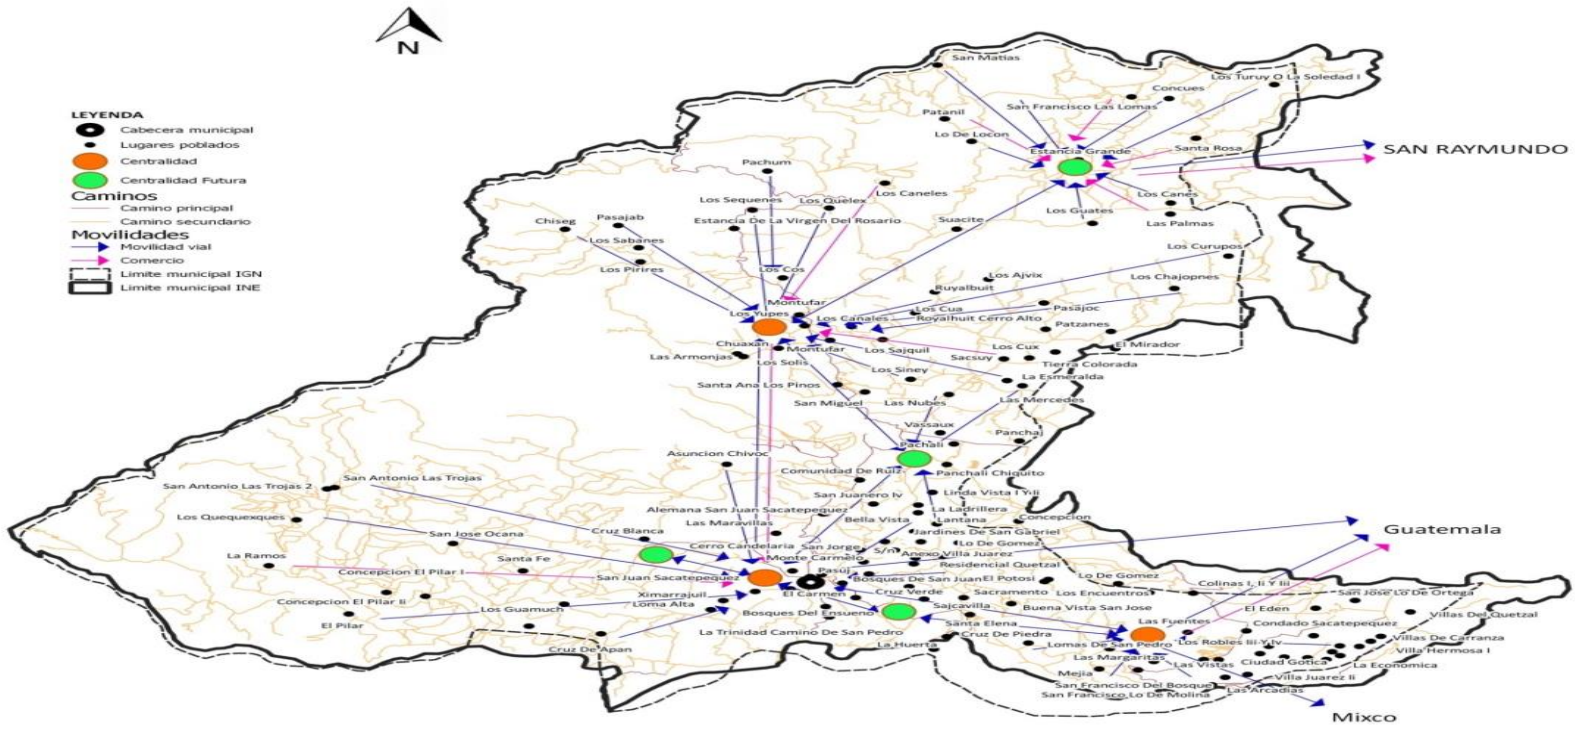 N
LEYENDA
Cabecera municipal
Lugares poblados
Centralidad
Centralidad Futura
Caminos
Camino principal
Camino secundario
Movilidades
Movilidad vial
Comercio
Limite municipal IGN
Limite municipal INE
San Matias
Los Turuy O La Soledad I
Concues
San Francisco Las Lomas
Patanil
Lo De Locon
Estancia Grande
Santa Rosa
SAN RAYMUNDO
Pachum
Los Caneles
Los Canes
Los Sequenes
Los Quelex
Los Guates
Las Palmas
Chiseg
Pasajab
Estancia De La Virgen Del Rosario
Suacite
Los Sabanes
Los Curupos
Los Pirires
Los Cos
Los Ajvix
Los Chajopnes
Ruyalbuit
Montufar
Los Yupes
Los Canales
Los Cua
Royalhuit Cerro Alto
Pasajoc
Patzanes
Chuaxan
Montufar
Los Sajquil
Los Cux
El Mirador
Las Armonjas
Los Solis
Sacsuy
Tierra Colorada
Los Siney
La Esmeralda
Santa Ana Los Pinos
San Miguel
Las Nubes
Las Mercedes
Vassaux
Panchaj
Pachali
Asuncion Chivoc
Comunidad De Ruiz
Panchali Chiquito
San Antonio Las Trojas 2
San Antonio Las Trojas
San Juanero Iv
Linda Vista I Y Ii
Alemana San Juan Sacatepequez
La Ladrillera
Los Quequexques
Las Maravillas
Bella Vista
Lantana
Concepcion
Guatemala
San Jose Ocana
Cruz Blanca
Jardines De San Gabriel
Cerro Candelaria
San Jorge
S/n
Lo De Gomez
La Ramos
Santa Fe
Monte Carmelo
Anexo Villa Juarez
Residencial Quetzal
Concepcion El Pilar I
San Juan Sacatepequez
Pasuj
Bosques De San Juan
El Potosi
Lo De Gomez
Colinas I, Ii Y Iii
Concepcion El Pilar Ii
Ximarrajuil
El Carmen
Cruz Verde
Sacramento
Los Encuentros
San Jose Lo De Ortega
Los Guamuch
Loma Alta
Bosques Del Ensueno
Sajcavilla
Buena Vista San Jose
El Eden
Villas Del Quetzal
El Pilar
La Trinidad Camino De San Pedro
Santa Elena
Las Fuentes
Condado Sacatepequez
Cruz De Apan
La Huerta
Cruz De Piedra
Lomas De San Pedro
Los Robles Iii Y Iv
Villas De Carranza
Las Margaritas
Las Vistas
Ciudad Gotica
Villa Hermosa I
La Economica
Mejia
Villa Juarez Ii
San Francisco Del Bosque
Las Arcadias
San Francisco Lo De Molina
Mixco